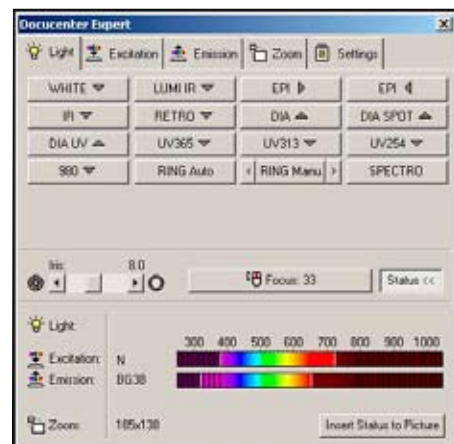 Docucenter Expert
Light Excitation Emission Zoom Settings
WHITE LUMI IR EPI EPI
IR RETRO DIA DIA SPOT
DIA UV UV365 UV313 UV254
980 RING Auto RING Manu SPECTRO
Iris: 8.0
Focus: 33 Status <<
Light:
300 400 500 600 700 800 900 1000
Excitation: N
Emission: BG38
Zoom: 185x138 Insert Status to Picture